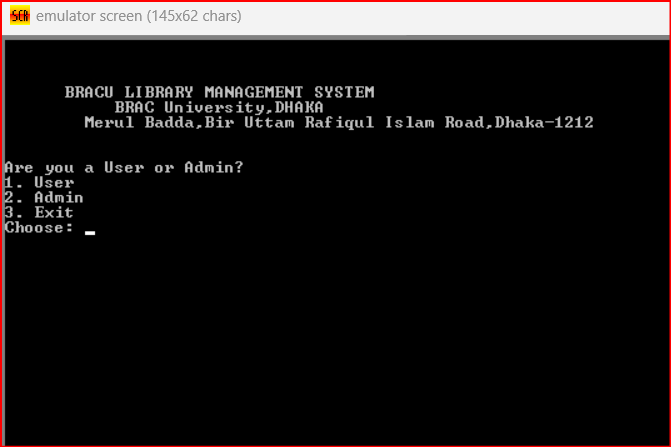 SCR emulator screen (145x62 chars)
BRACU LIBRARY MANAGEMENT SYSTEM
BRAC University,DHAKA
Merul Badda,Bir Uttam Rafiqul Islam Road,Dhaka-1212
Are you a User or Admin?
1. User
2. Admin
3. Exit
Choose: _